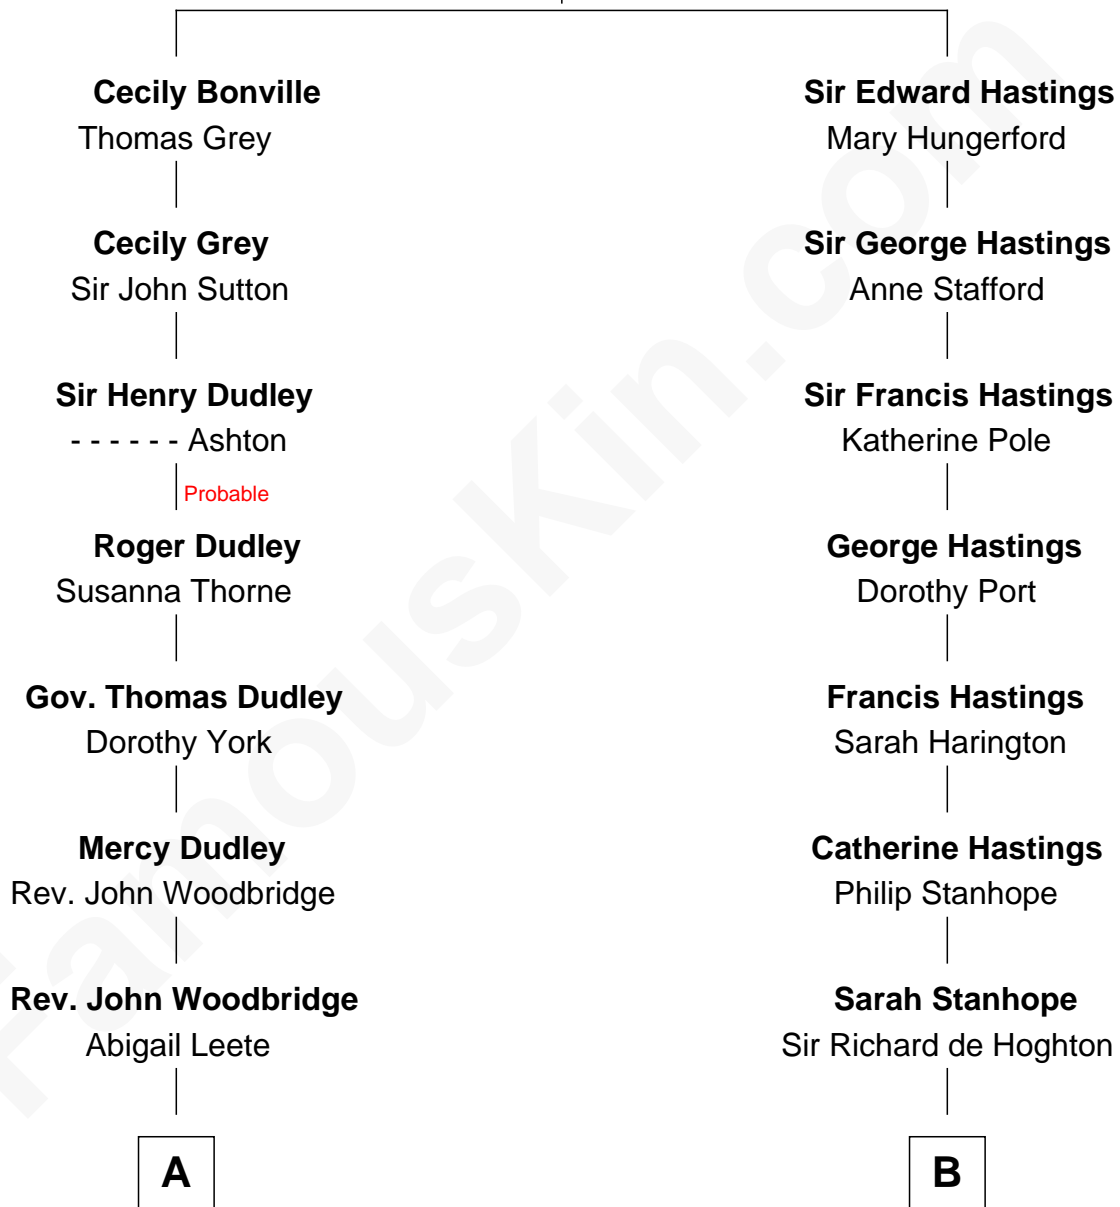 Cecily Bonville
Thomas Grey
Cecily Grey
Sir John Sutton
Sir Henry Dudley
- - - - - - Ashton
Probable
Roger Dudley
Susanna Thorne
Gov. Thomas Dudley
Dorothy York
Mercy Dudley
Rev. John Woodbridge
Rev. John Woodbridge
Abigail Leete
A
Sir Edward Hastings
Mary Hungerford
Sir George Hastings
Anne Stafford
Sir Francis Hastings
Katherine Pole
George Hastings
Dorothy Port
Francis Hastings
Sarah Harington
Catherine Hastings
Philip Stanhope
Sarah Stanhope
Sir Richard de Hoghton
B
FamousKin.com